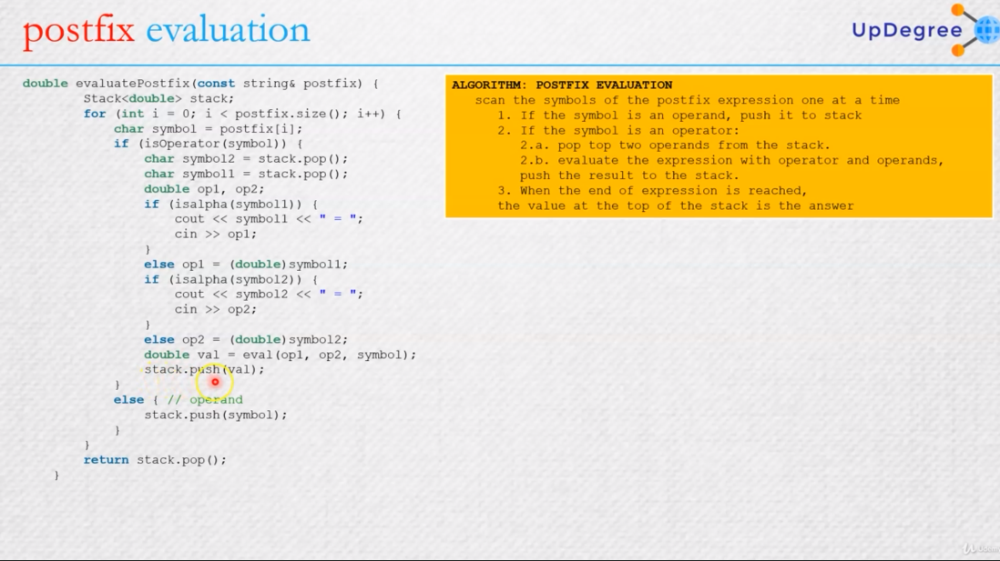 postfix evaluation
UpDegree
double evaluatePostfix(const string& postfix) {
Stack<double> stack;
for (int i = 0; i < postfix.size(); i++) {
char symbol = postfix[i];
if (isOperator(symbol)) {
char symbol2 = stack.pop();
char symbol1 = stack.pop();
double op1, op2;
if (isalpha(symbol1)) {
cout << symbol1 << " = ";
cin >> op1;
}
else op1 = (double)symbol1;
if (isalpha(symbol2)) {
cout << symbol2 << " = ";
cin >> op2;
}
else op2 = (double)symbol2;
double val = eval(op1, op2, symbol);
stack.push(val);
}
else { // operand
stack.push(symbol);
}
}
return stack.pop();
}
ALGORITHM: POSTFIX EVALUATION
scan the symbols of the postfix expression one at a time
1. If the symbol is an operand, push it to stack
2. If the symbol is an operator:
2.a. pop top two operands from the stack.
2.b. evaluate the expression with operator and operands,
push the result to the stack.
3. When the end of expression is reached,
the value at the top of the stack is the answer